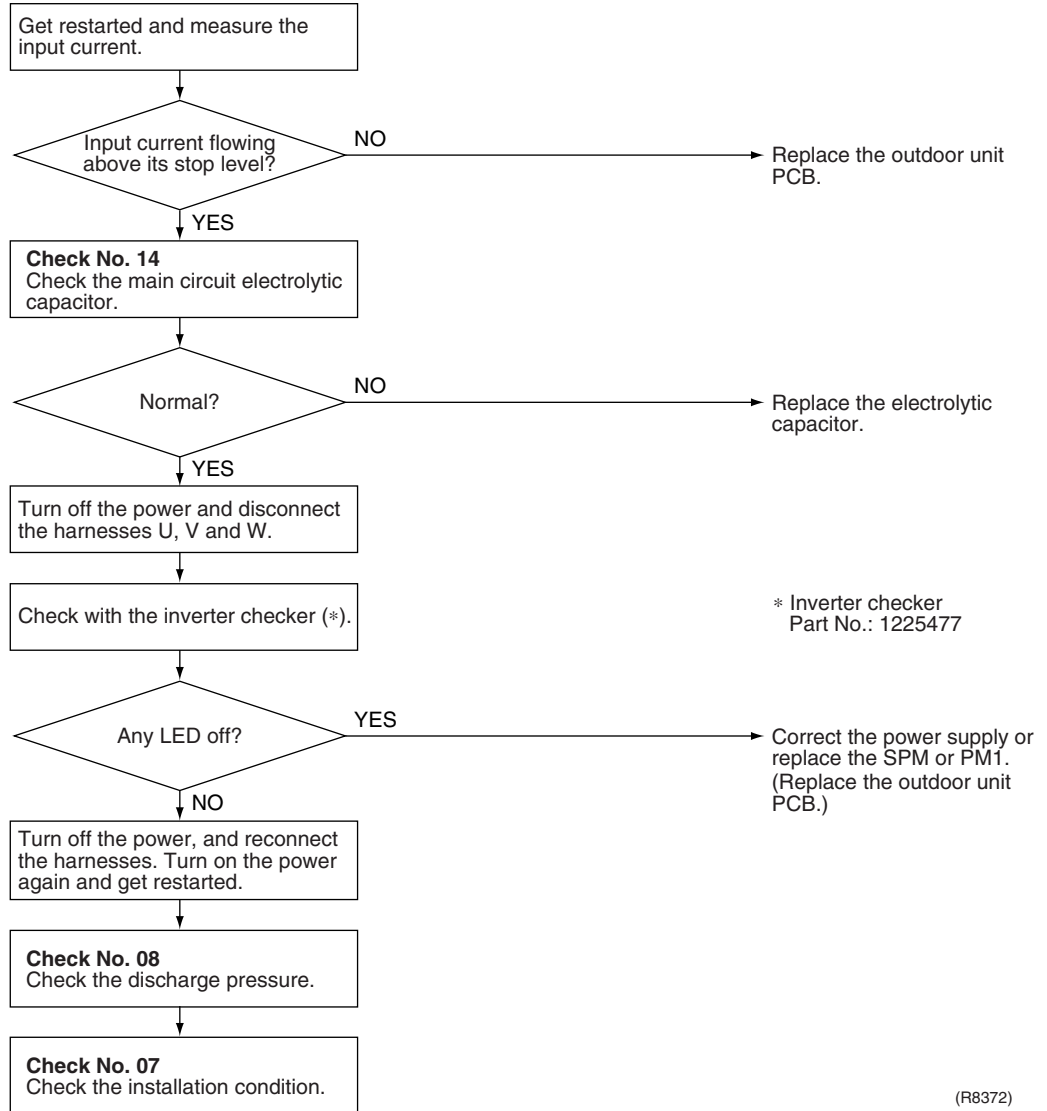 Get restarted and measure the
input current.
Input current flowing
above its stop level?
NO
Replace the outdoor unit
PCB.
YES
Check No. 14
Check the main circuit electrolytic
capacitor.
Normal?
NO
Replace the electrolytic
capacitor.
YES
Turn off the power and disconnect
the harnesses U, V and W.
Check with the inverter checker (*).
* Inverter checker
Part No.: 1225477
Any LED off?
YES
Correct the power supply or
replace the SPM or PM1.
(Replace the outdoor unit
PCB.)
NO
Turn off the power, and reconnect
the harnesses. Turn on the power
again and get restarted.
Check No. 08
Check the discharge pressure.
Check No. 07
Check the installation condition.
(R8372)